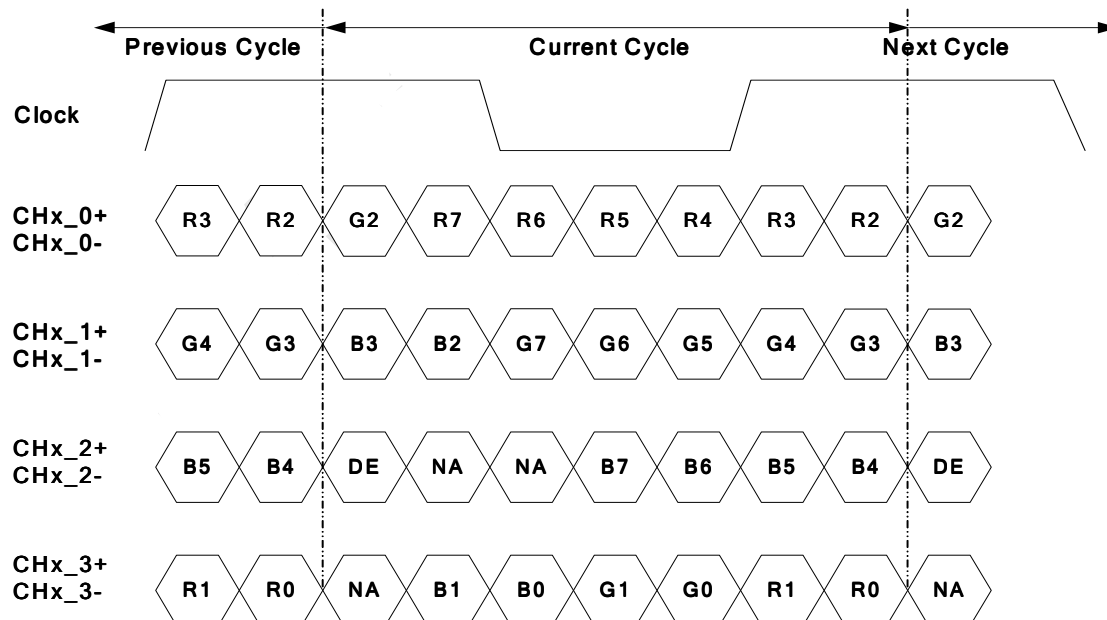 Previous Cycle Current Cycle Next Cycle
Clock
CHx_0+
CHx_0-
R3 R2 G2 R7 R6 R5 R4 R3 R2 G2
CHx_1+
CHx_1-
G4 G3 B3 B2 G7 G6 G5 G4 G3 B3
CHx_2+
CHx_2-
B5 B4 DE NA NA B7 B6 B5 B4 DE
CHx_3+
CHx_3-
R1 R0 NA B1 B0 G1 G0 R1 R0 NA